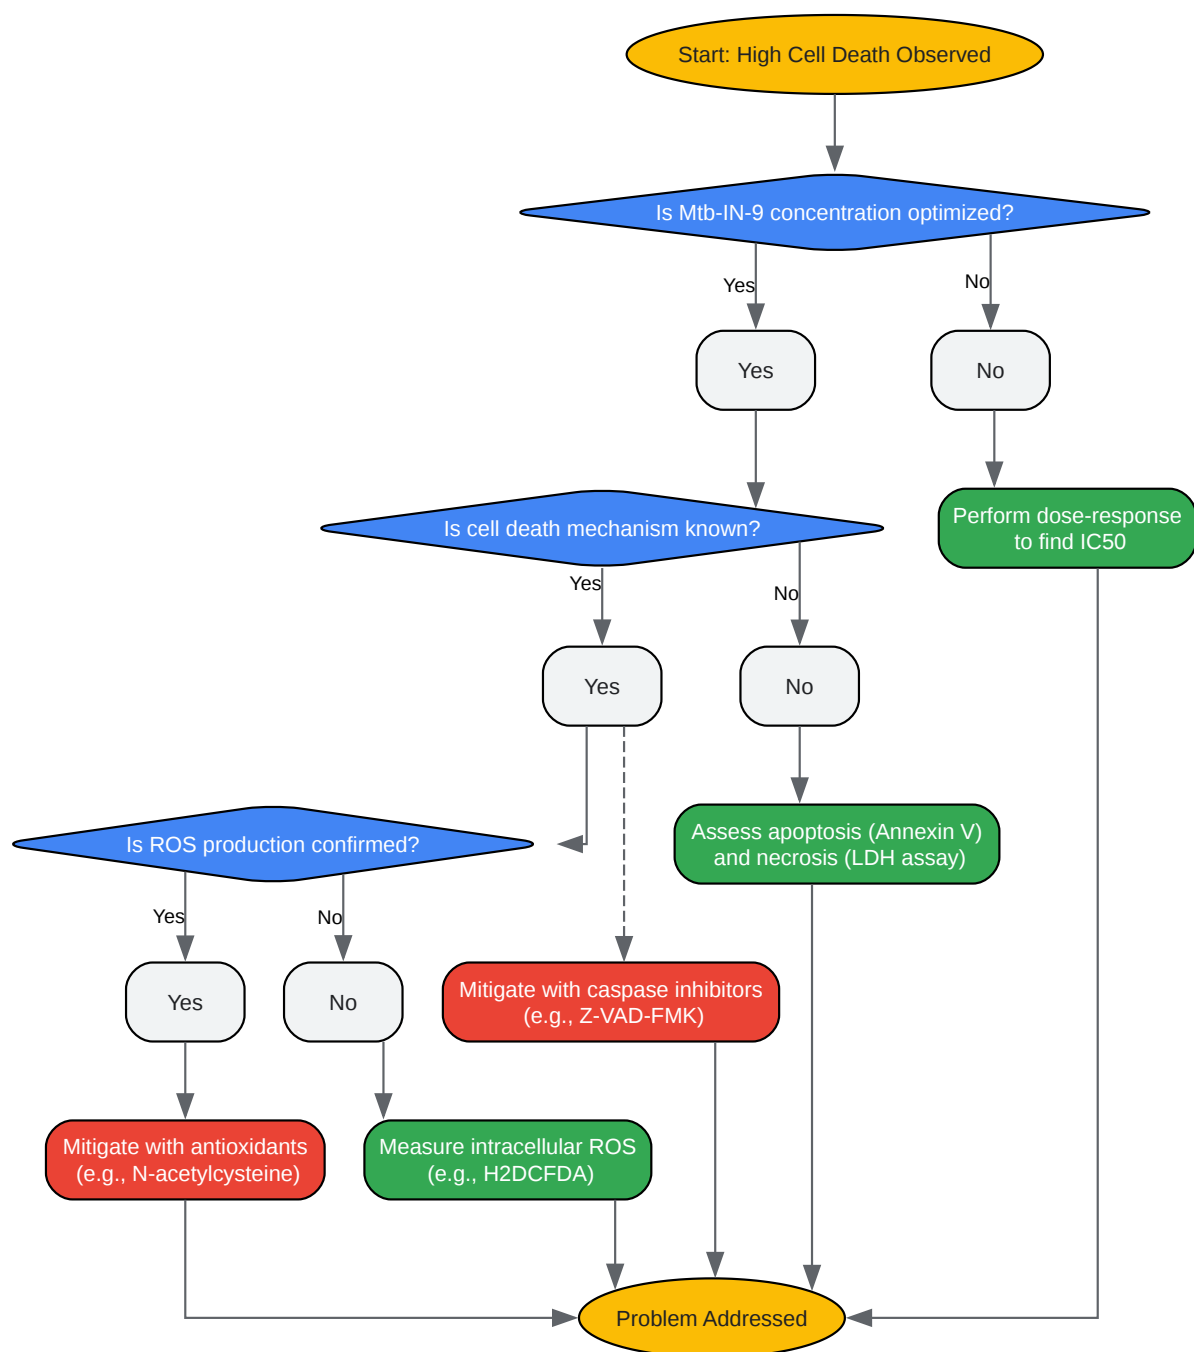 Start: High Cell Death Observed
Is Mtb-IN-9 concentration optimized?
Yes
No
Yes
No
Perform dose-response
to find IC50
Is cell death mechanism known?
Yes
No
Yes
No
Is ROS production confirmed?
Assess apoptosis (Annexin V)
and necrosis (LDH assay)
Yes
No
Yes
No
Mitigate with caspase inhibitors
(e.g., Z-VAD-FMK)
Mitigate with antioxidants
(e.g., N-acetylcysteine)
Measure intracellular ROS
(e.g., H2DCFDA)
Problem Addressed